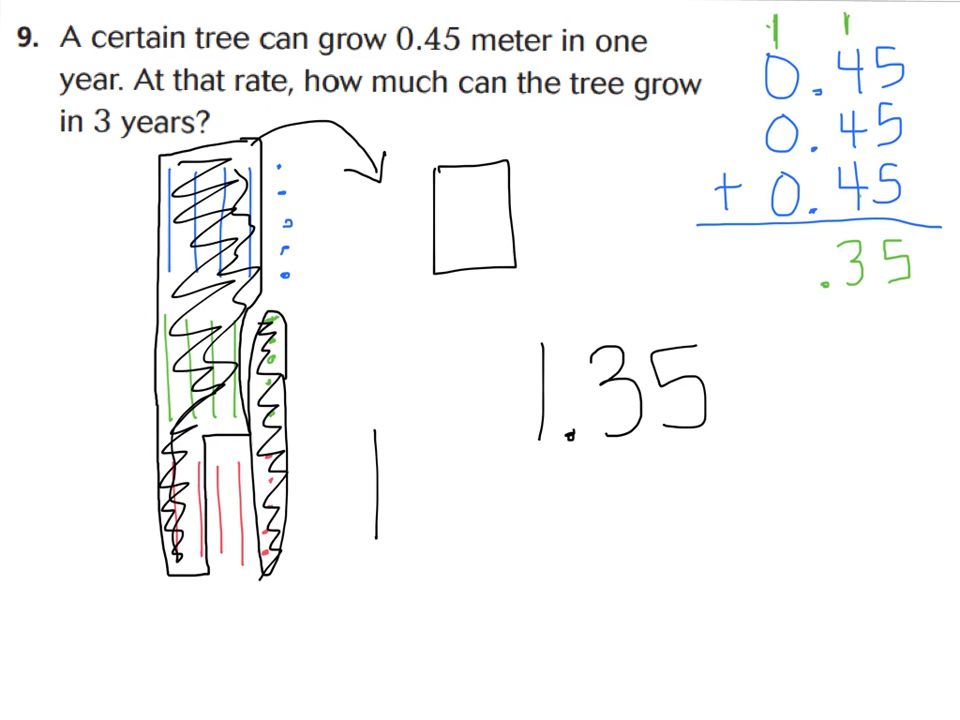 9. A certain tree can grow 0.45 meter in one
year. At that rate, how much can the tree grow
in 3 years?
1 1
0.45
0.45
+ 0.45
.35
1.35